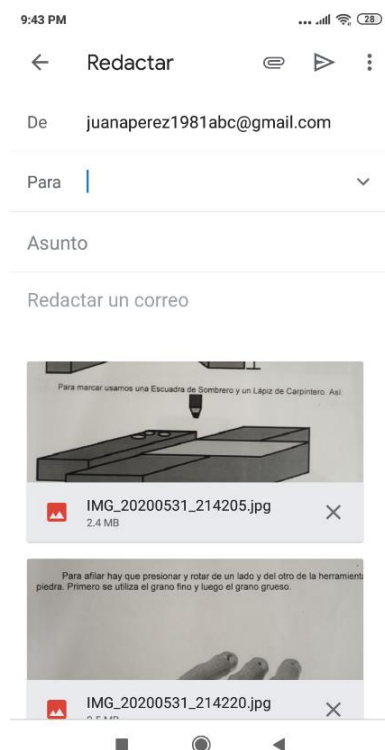 9:43 PM
28
Redactar
De juanaperez1981abc@gmail.com
Para
Asunto
Redactar un correo
Para marcar usamos una Escuadra de Sombrero y un Lápiz de Carpintero. Así
IMG_20200531_214205.jpg
2.4 MB
Para afilar hay que presionar y rotar de un lado y del otro de la
piedra. Primero se utiliza el grano fino y luego el grano grueso.
IMG_20200531_214220.jpg